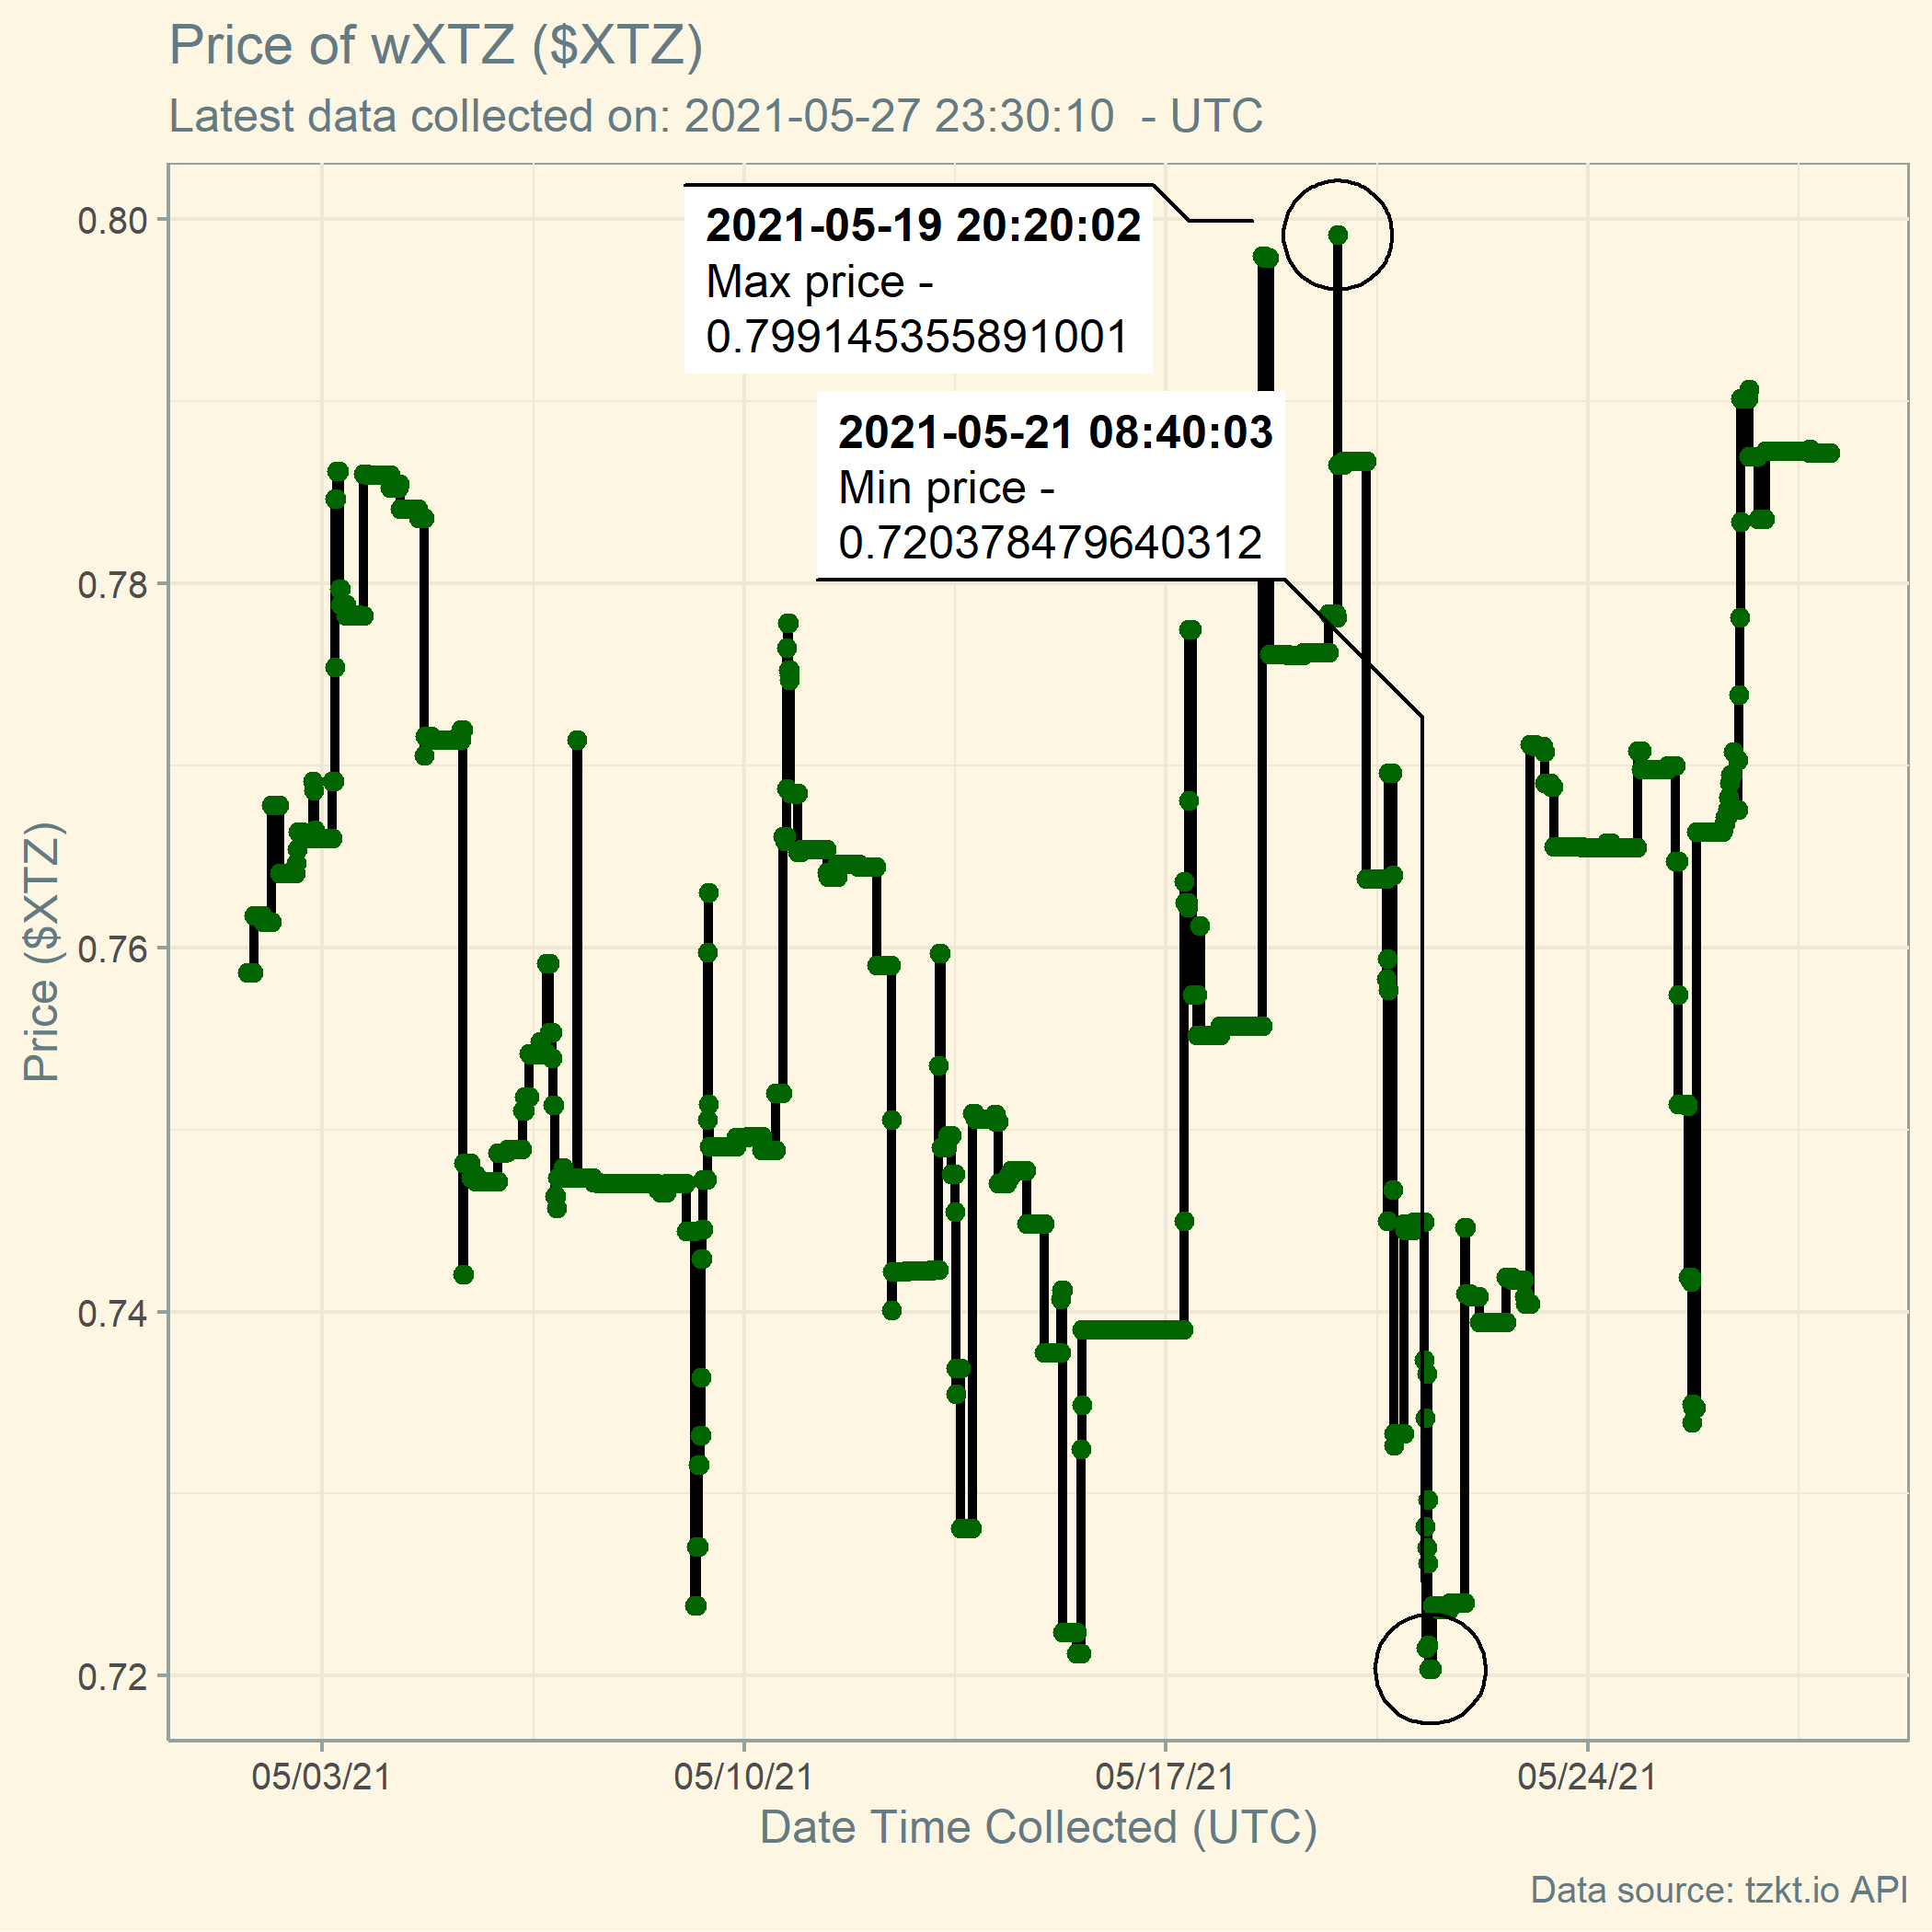 Price of wXTZ ($XTZ)
Latest data collected on: 2021-05-27 23:30:10  - UTC
2021-05-19 20:20:02
Max price -
0.799145355891001
2021-05-21 08:40:03
Min price -
0.720378479640312
Price ($XTZ)
0.80
0.78
0.76
0.74
0.72
05/03/21
05/10/21
05/17/21
05/24/21
Date Time Collected (UTC)
Data source: tzkt.io API